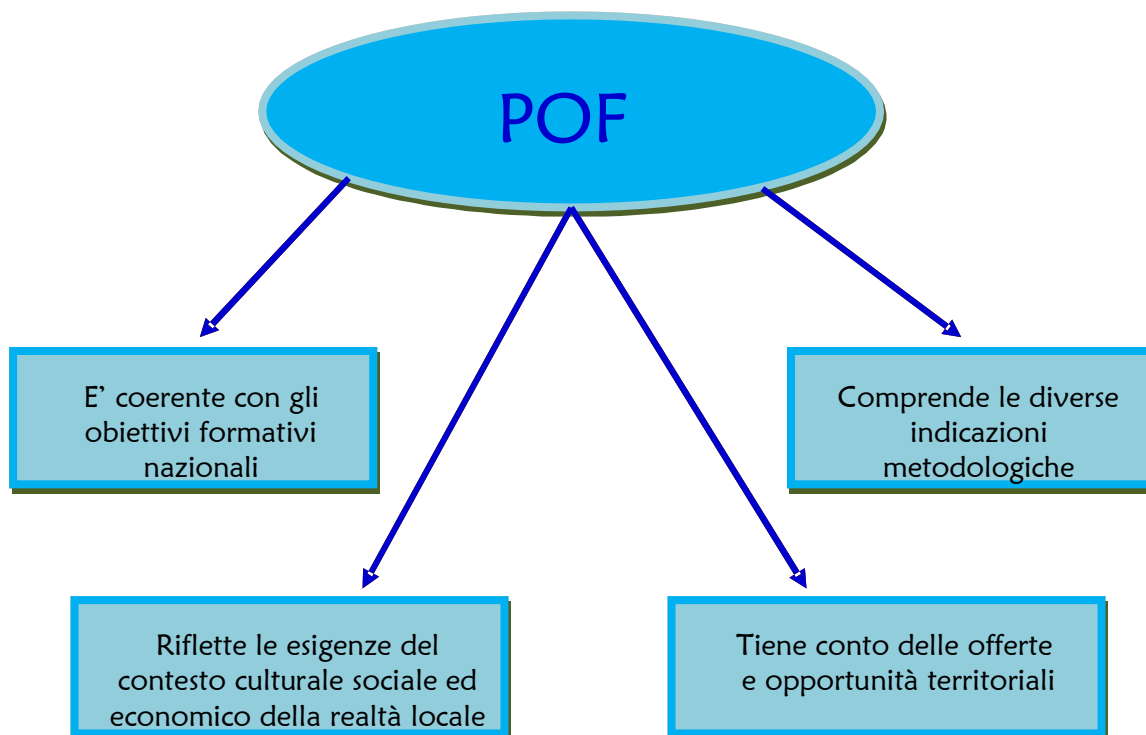 POF
E’ coerente con gli
obiettivi formativi
nazionali
Comprende le diverse
indicazioni
metodologiche
Riflette le esigenze del
contesto culturale sociale ed
economico della realtà locale
Tiene conto delle offerte
e opportunità territoriali